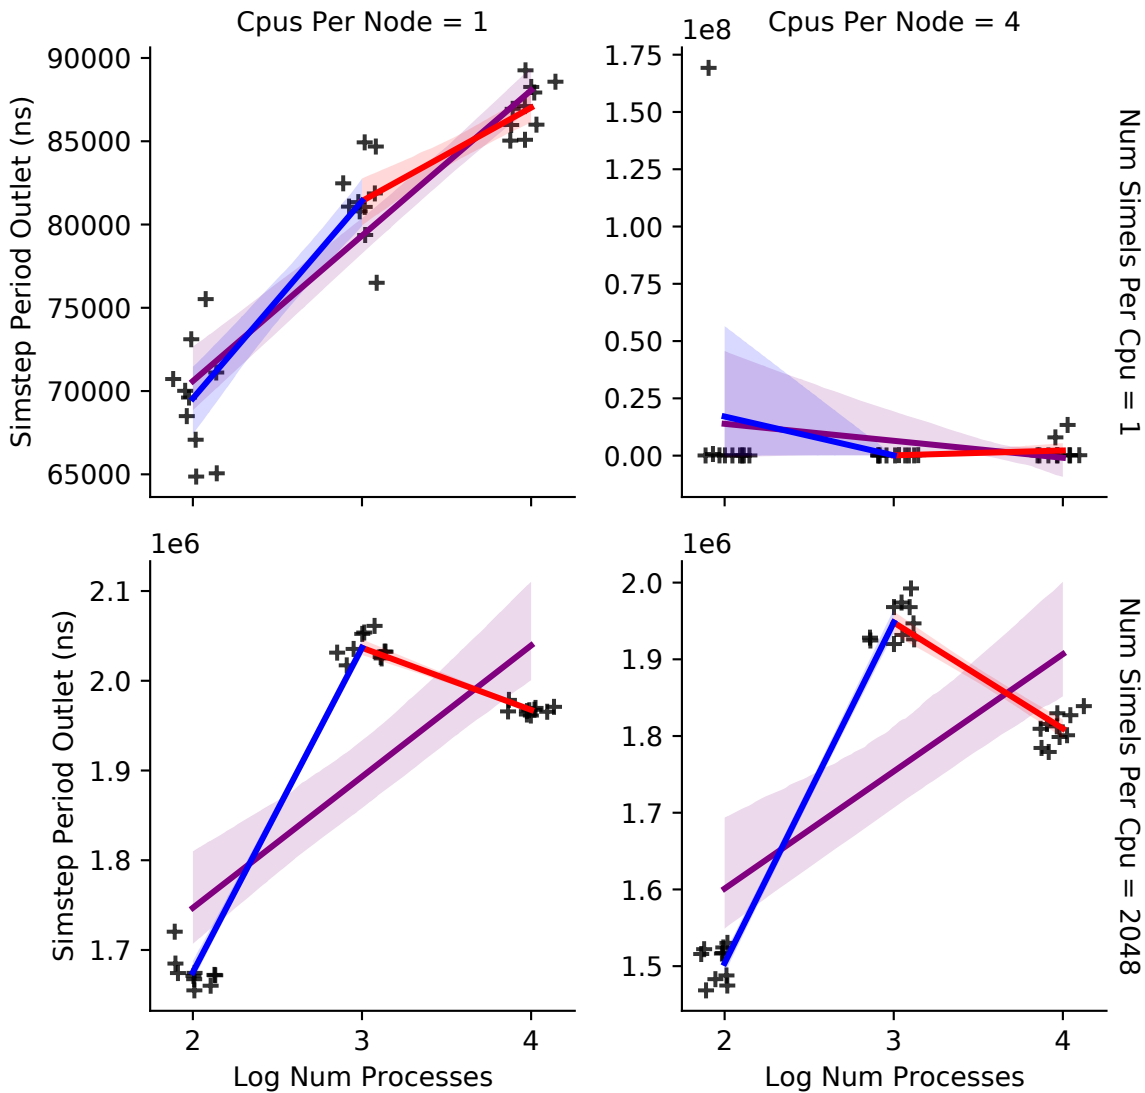 Cpus Per Node = 1
Cpus Per Node = 4
1e8
90000
85000
80000
75000
70000
65000
Simstep Period Outlet (ns)
1.75
1.50
1.25
1.00
0.75
0.50
0.25
0.00
Num Simels Per Cpu = 1
1e6
2.1
2.0
1.9
1.8
1.7
Simstep Period Outlet (ns)
2
3
4
Log Num Processes
1e6
2.0
1.9
1.8
1.7
1.6
1.5
2
3
4
Log Num Processes
Num Simels Per Cpu = 2048